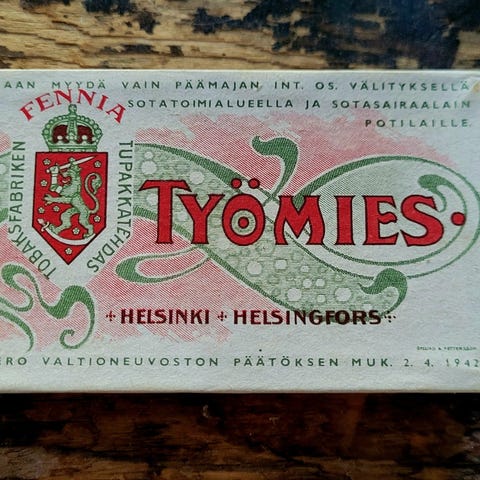 AAN MYYDÄ VAIN PÄÄMAJAN INT. OS. VÄLITYKSELLÄ
SOTATOIMIALUEELLA JA SOTASAIRAALAIN
POTILAILLE.
FENNIA
TOBAKSFABRIKEN
TUPAKKATEHDAS
TYÖMIES·
HELSINKI + HELSINGFORS
ERO VALTIONEUVOSTON PÄÄTÖKSEN MUK. 2. 4. 1942